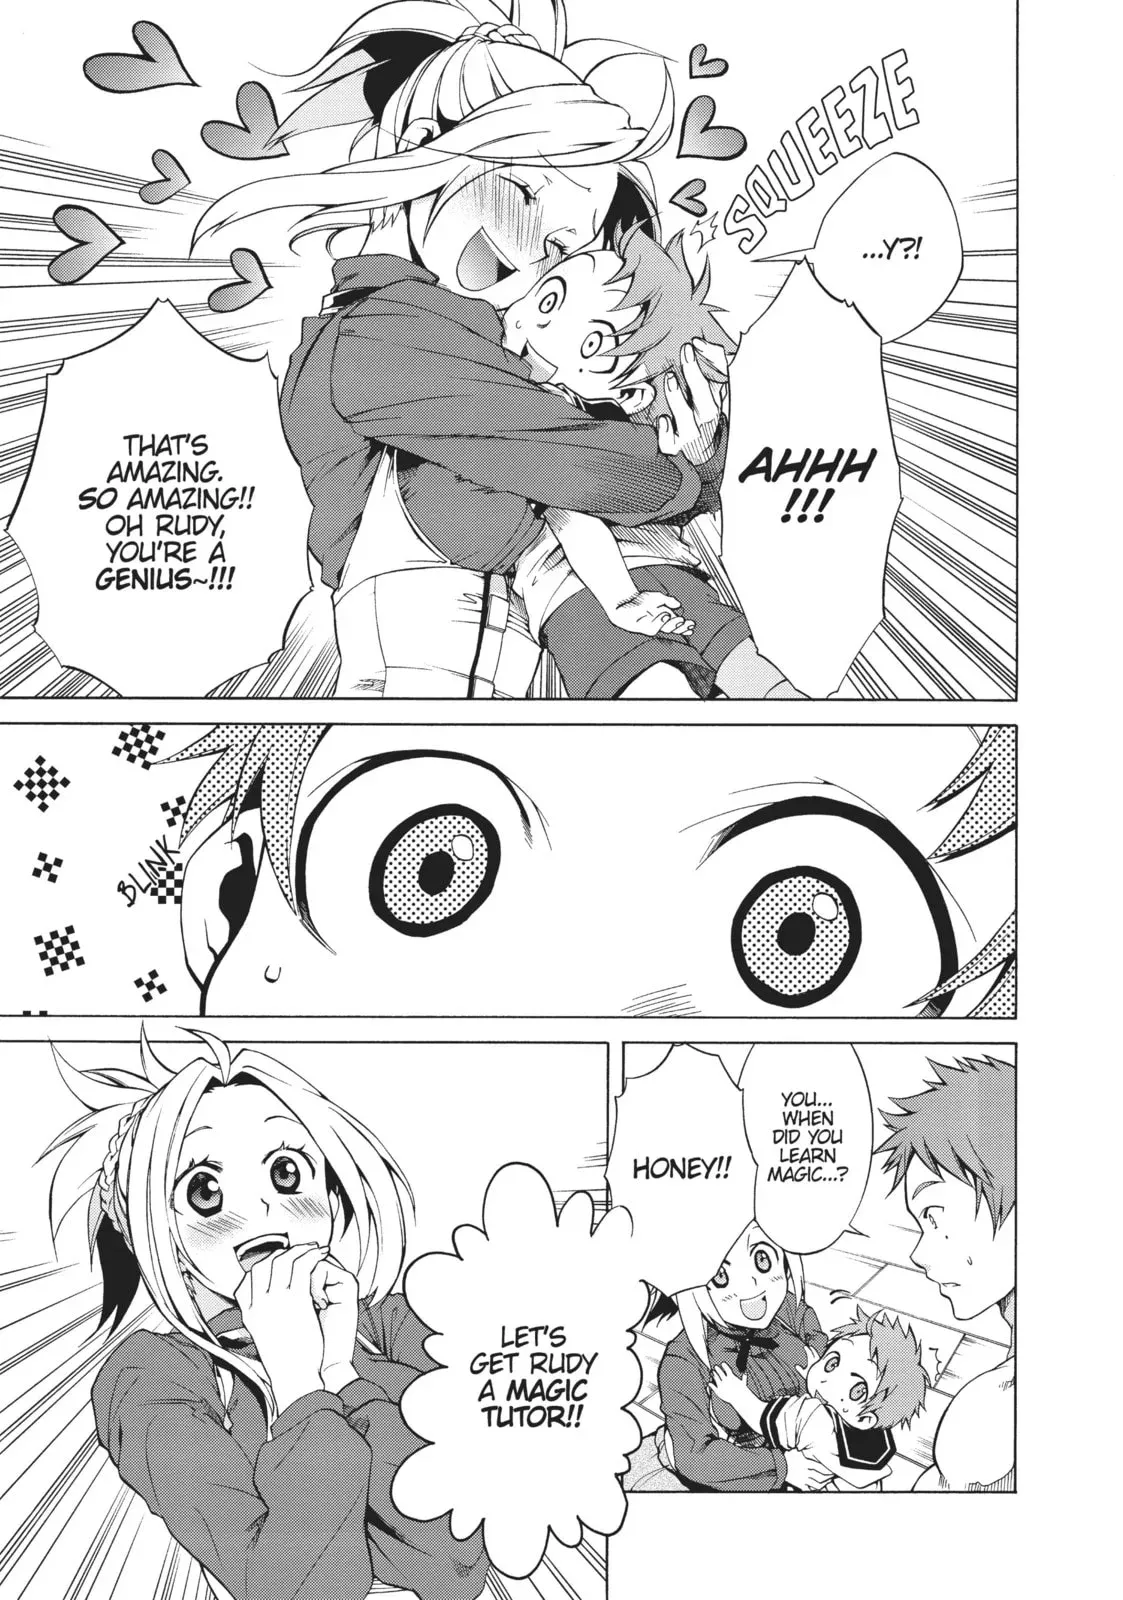 SQUEEZE
...Y?!
AHHH
!!!
THAT'S
AMAZING.
SO AMAZING!!
OH RUDY,
YOU'RE A
GENIUS~!!!
BLINK
YOU...
WHEN
DID YOU
LEARN
MAGIC...?
HONEY!!
LET'S
GET RUDY
A MAGIC
TUTOR!!